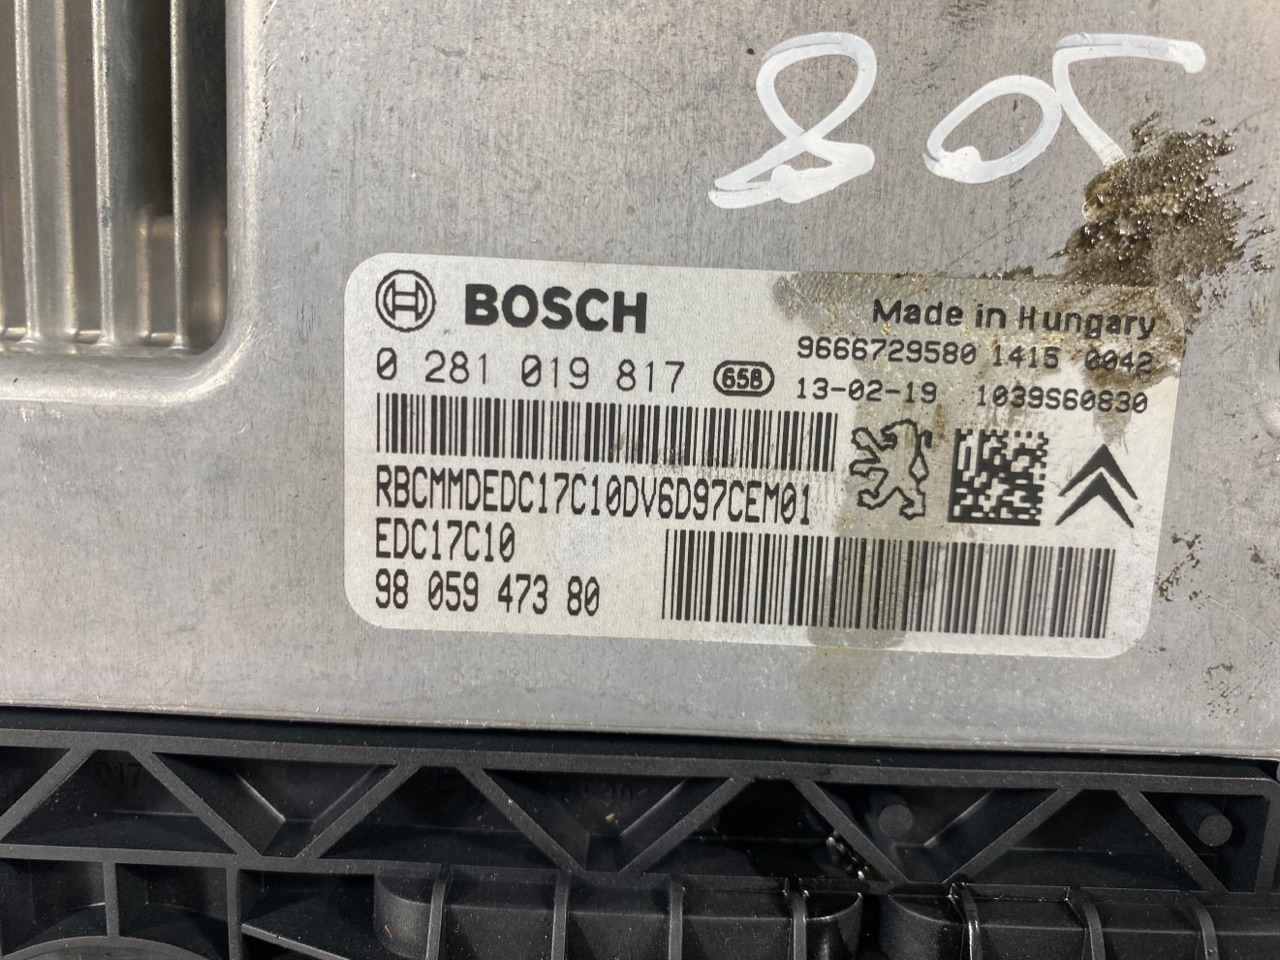 805
BOSCH
Made in Hungary
9666729580 1415 0042
0 281 019 817 65B
13-02-19 1039S60830
RBCMMDEDC17C10DV6D97CEM01
EDC17C10
98 059 473 80